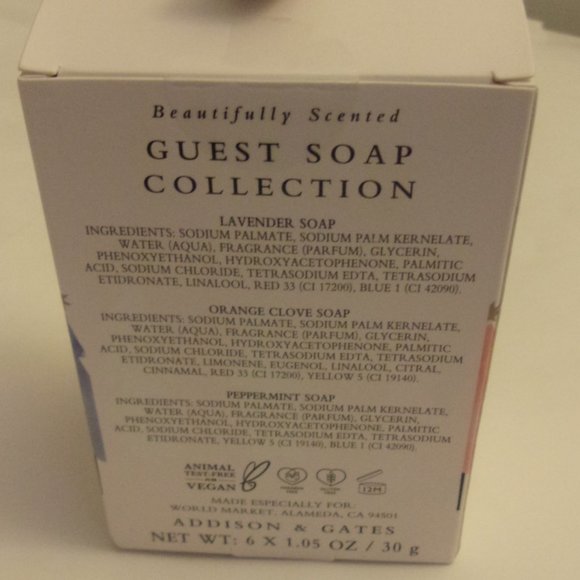 Beautifully Scented
GUEST SOAP
COLLECTION
LAVENDER SOAP
INGREDIENTS: SODIUM PALMATE, SODIUM PALM KERNELATE,
WATER (AQUA), FRAGRANCE (PARFUM), GLYCERIN,
PHENOXYETHANOL, HYDROXYACETOPHENONE, PALMITIC
ACID, SODIUM CHLORIDE, TETRASODIUM EDTA, TETRASODIUM
ETIDRONATE, LINALOOL, RED 33 (CI 17200), BLUE 1 (CI 42090).
ORANGE CLOVE SOAP
INGREDIENTS: SODIUM PALMATE, SODIUM PALM KERNELATE,
WATER (AQUA), FRAGRANCE (PARFUM), GLYCERIN,
PHENOXYETHANOL, HYDROXYACETOPHENONE, PALMITIC
ACID, SODIUM CHLORIDE, TETRASODIUM EDTA, TETRASODIUM
ETIDRONATE, LIMONENE, EUGENOL, LINALOOL, CITRAL,
CINNAMAL, RED 33 (CI 17200), YELLOW 5 (CI 19140).
PEPPERMINT SOAP
INGREDIENTS: SODIUM PALMATE, SODIUM PALM KERNELATE,
WATER (AQUA), FRAGRANCE (PARFUM), GLYCERIN,
PHENOXYETHANOL, HYDROXYACETOPHENONE, PALMITIC
ACID, SODIUM CHLORIDE, TETRASODIUM EDTA, TETRASODIUM
ETIDRONATE, YELLOW 5 (CI 19140), BLUE 1 (CI 42090).
ANIMAL
TEST FREE
VEGAN
12M
MADE ESPECIALLY FOR:
WORLD MARKET, ALAMEDA, CA 94501
ADDISON & GATES
NET WT: 6 X 1.05 OZ / 30 g